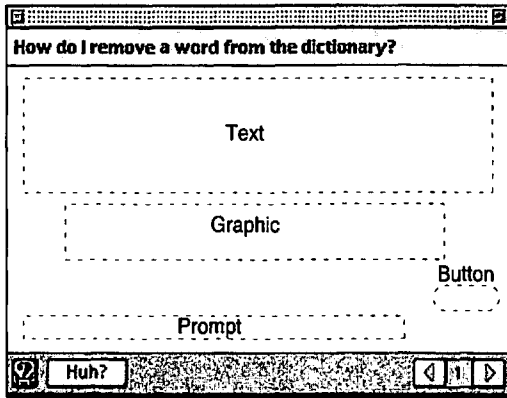 How do I remove a word from the dictionary?
Text
Graphic
Button
Prompt
? Huh? 1